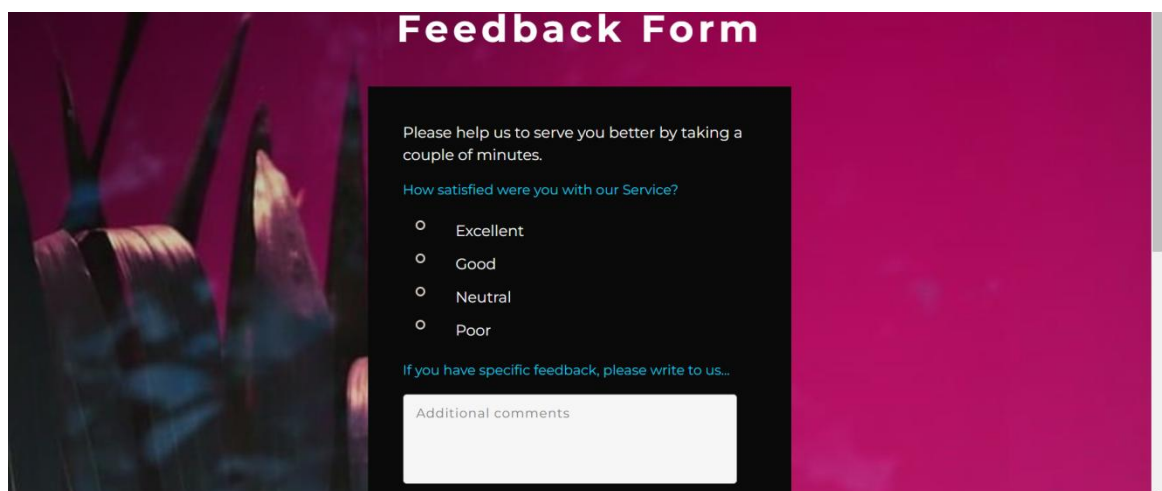 Feedback Form
Please help us to serve you better by taking a
couple of minutes.
How satisfied were you with our Service?
Excellent
Good
Neutral
Poor
If you have specific feedback, please write to us...
Additional comments